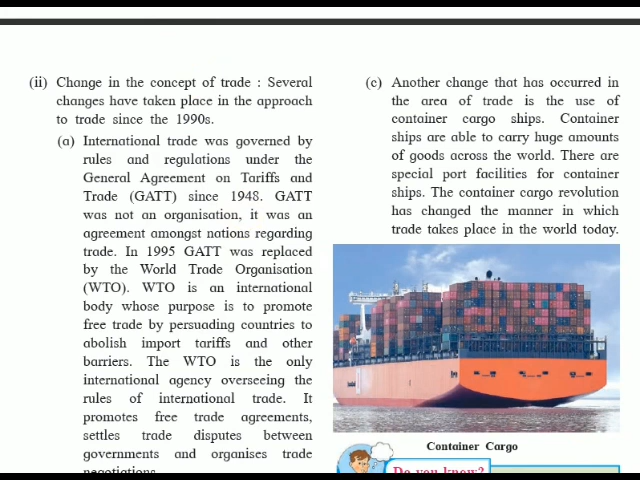 (ii) Change in the concept of trade : Several
changes have taken place in the approach
to trade since the 1990s.
(a) International trade was governed by
rules and regulations under the
General Agreement on Tariffs and
Trade (GATT) since 1948. GATT
was not an organisation, it was an
agreement amongst nations regarding
trade. In 1995 GATT was replaced
by the World Trade Organisation
(WTO). WTO is an international
body whose purpose is to promote
free trade by persuading countries to
abolish import tariffs and other
barriers. The WTO is the only
international agency overseeing the
rules of international trade. It
promotes free trade agreements,
settles trade disputes between
governments and organises trade
negotiations.
(c) Another change that has occurred in
the area of trade is the use of
container cargo ships. Container
ships are able to carry huge amounts
of goods across the world. There are
special port facilities for container
ships. The container cargo revolution
has changed the manner in which
trade takes place in the world today.
Container Cargo
Do you know?